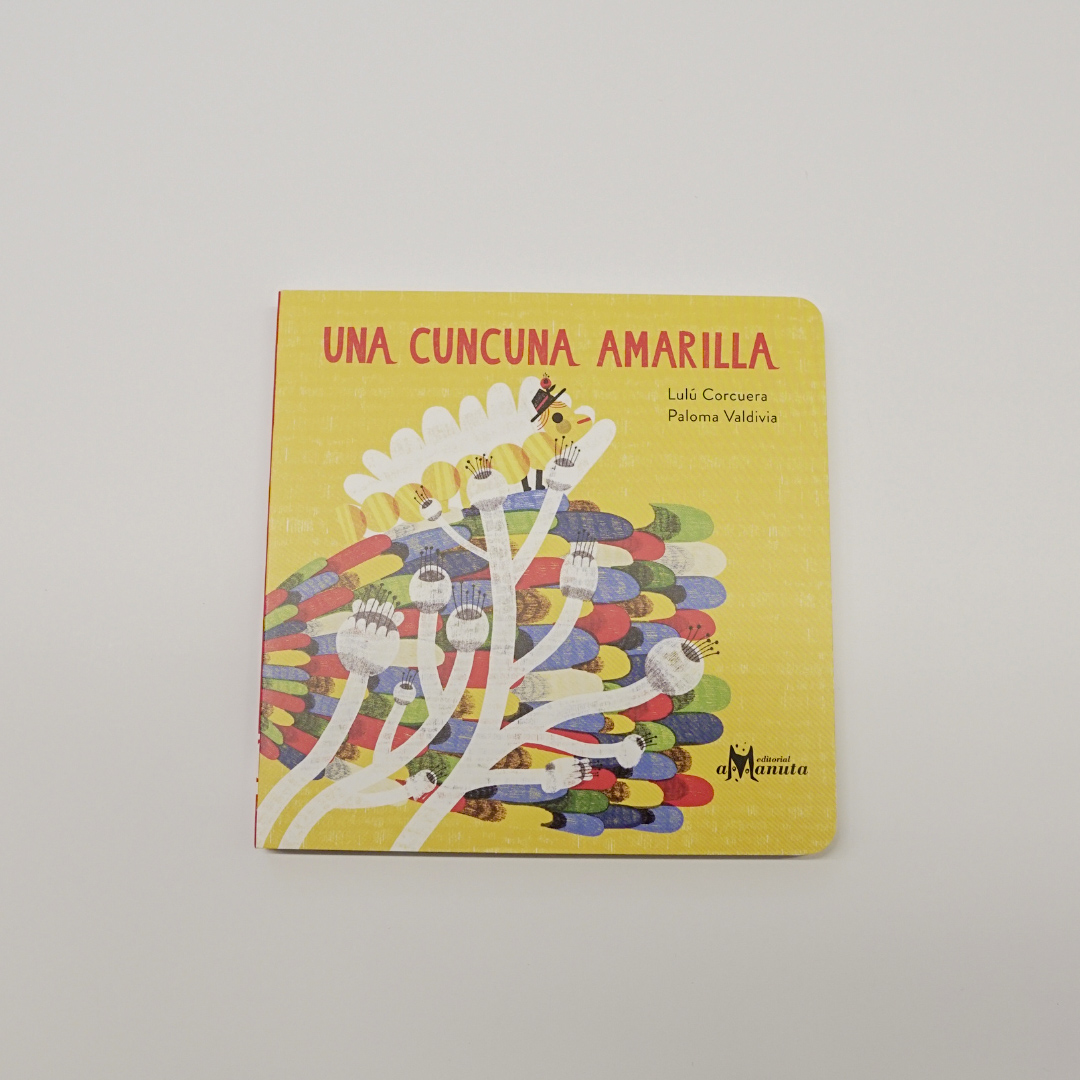 UNA CUNCUNA AMARILLA
Lulú Corcuera
Paloma Valdivia
editorial
aManuta